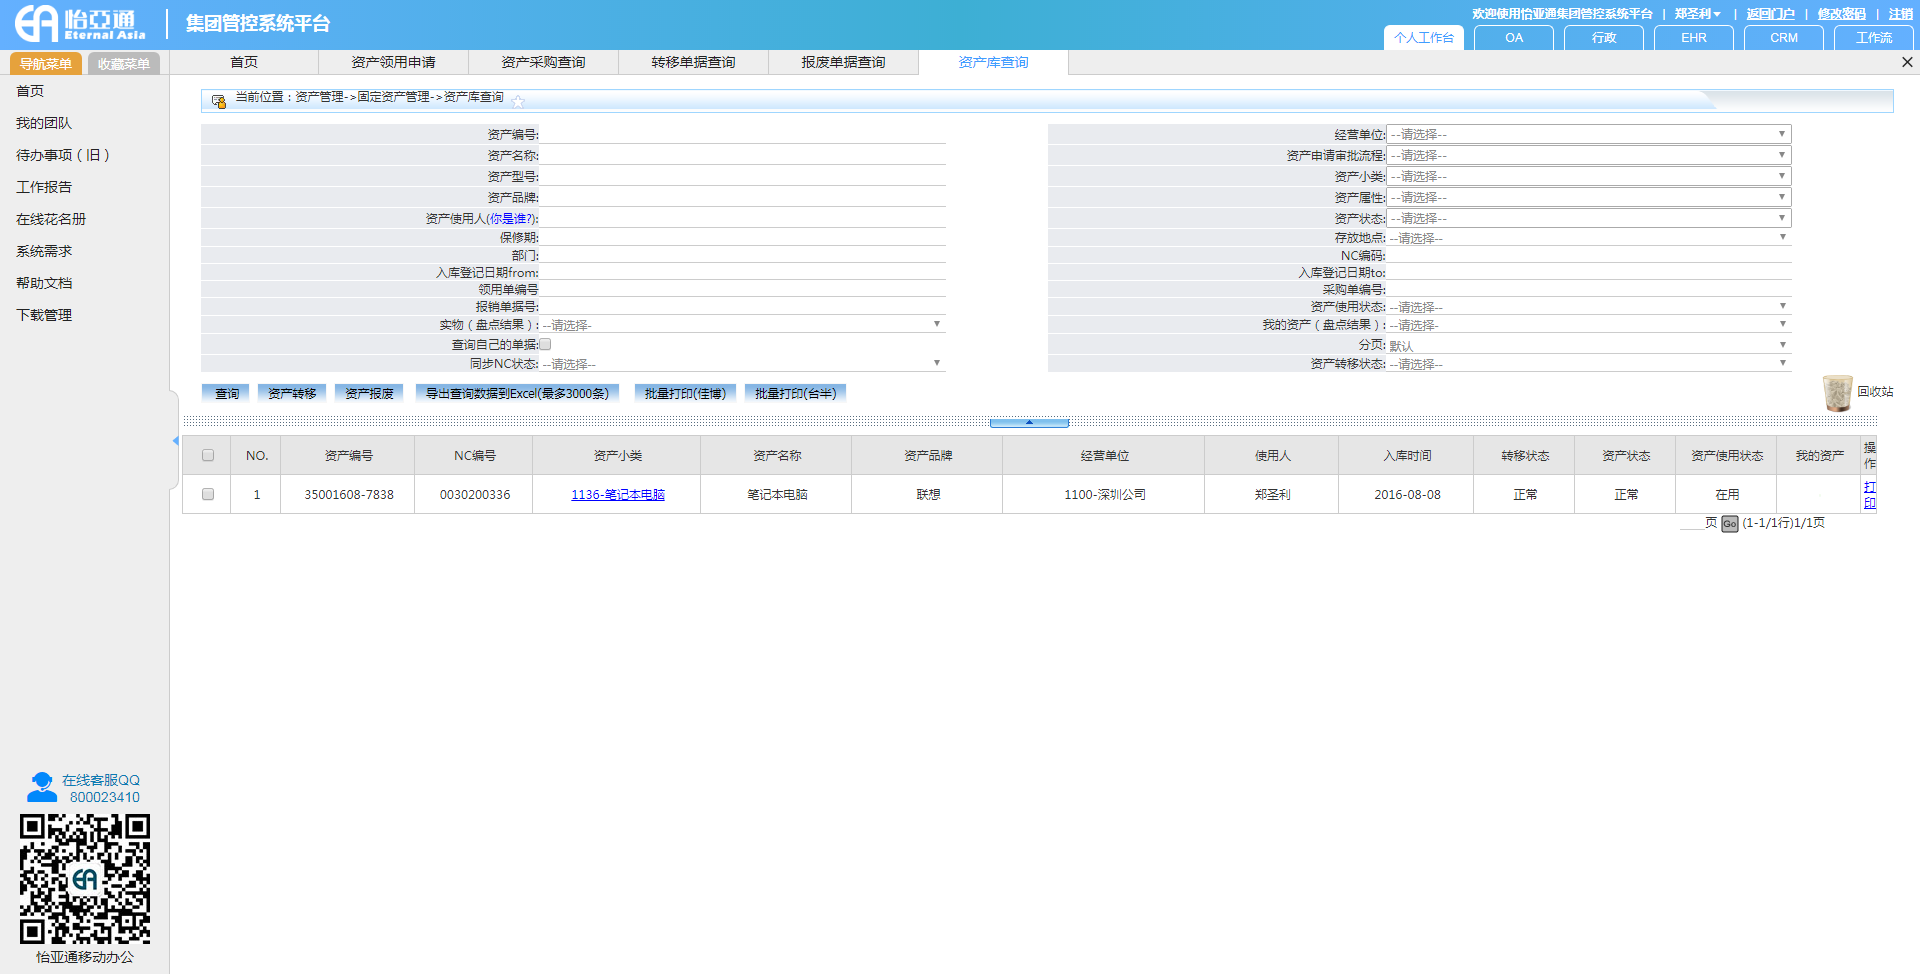 怡亞通
Eternal Asia
集团管控系统平台
欢迎使用怡亚通集团管控系统平台 | 郑圣利 | 返回门户 | 修改密码 | 注销
个人工作台 OA 行政 EHR CRM 工作流
导航菜单 收藏菜单
首页 资产领用申请 资产采购查询 转移单据查询 报废单据查询 资产库查询
首页
我的团队
待办事项（旧）
工作报告
在线花名册
系统需求
帮助文档
下载管理
当前位置：资产管理->固定资产管理->资产库查询
资产编号: 经营单位: --请选择--
资产名称: 资产申请审批流程: --请选择--
资产型号: 资产小类: --请选择--
资产品牌: 资产属性: --请选择--
资产使用人(你是谁?): 资产状态: --请选择--
保修期: 存放地点: --请选择--
部门: NC编码:
入库登记日期from: 入库登记日期to:
领用单编号 采购单编号:
报销单据号: 资产使用状态: --请选择--
实物（盘点结果）: --请选择- 我的资产（盘点结果）: --请选择-
查询自己的单据: 分页: 默认
同步NC状态: --请选择-- 资产转移状态: --请选择--
查询 资产转移 资产报废 导出查询数据到Excel(最多3000条) 批量打印(佳博) 批量打印(台半) 回收站
NO. 资产编号 NC编号 资产小类 资产名称 资产品牌 经营单位 使用人 入库时间 转移状态 资产状态 资产使用状态 我的资产 操作
1 35001608-7838 0030200336 1136-笔记本电脑 笔记本电脑 联想 1100-深圳公司 郑圣利 2016-08-08 正常 正常 在用 打印
页 Go (1-1/1行)1/1页
在线客服QQ
800023410
怡亚通移动办公